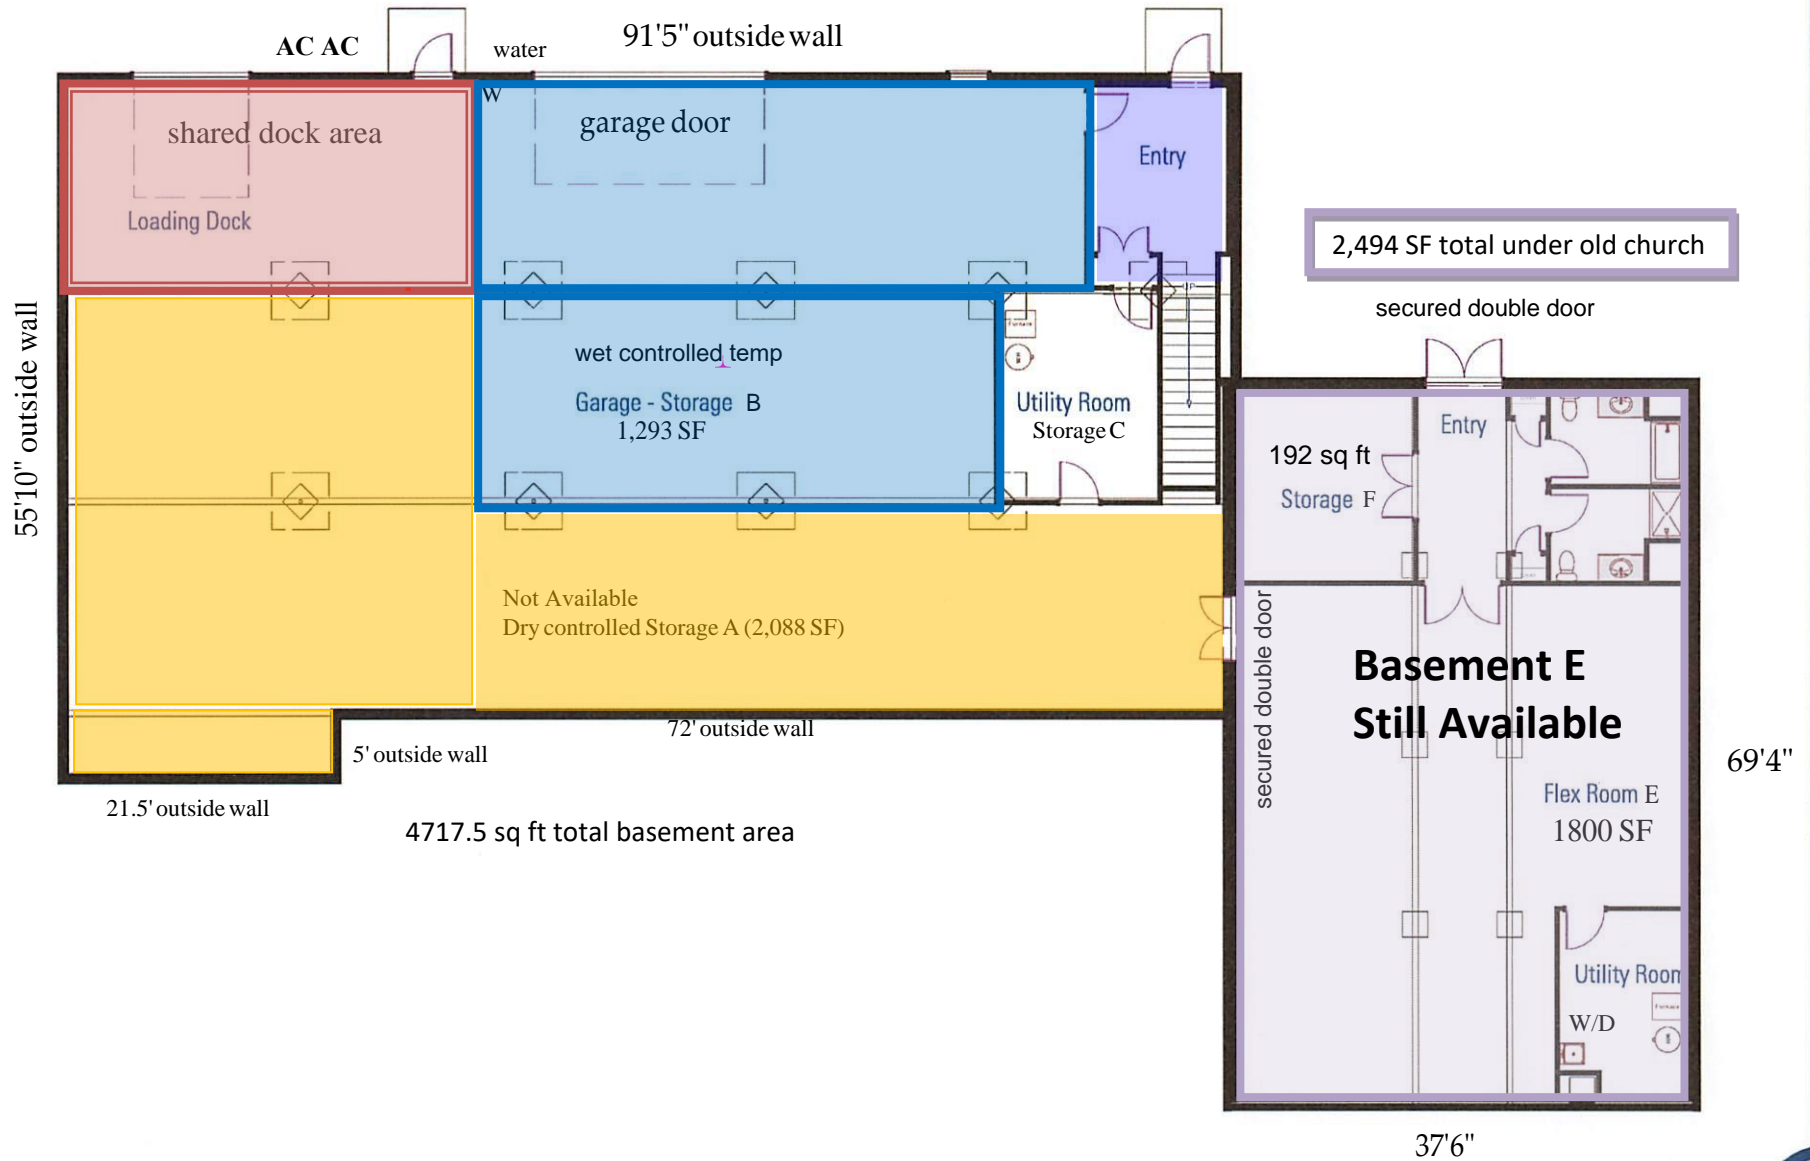 AC AC
water
91'5" outside wall
W
shared dock area
garage door
Entry
Loading Dock
2,494 SF total under old church
secured double door
UP
55'10" outside wall
Furnace
wet controlled temp
Garage - Storage B
1,293 SF
Utility Room
Storage C
Entry
192 sq ft
Storage F
Not Available
Dry controlled Storage A (2,088 SF)
secured double door
Basement E
Still Available
72' outside wall
5' outside wall
69'4"
21.5' outside wall
Flex Room E
1800 SF
4717.5 sq ft total basement area
Utility Room
Furnace
W/D
37'6"